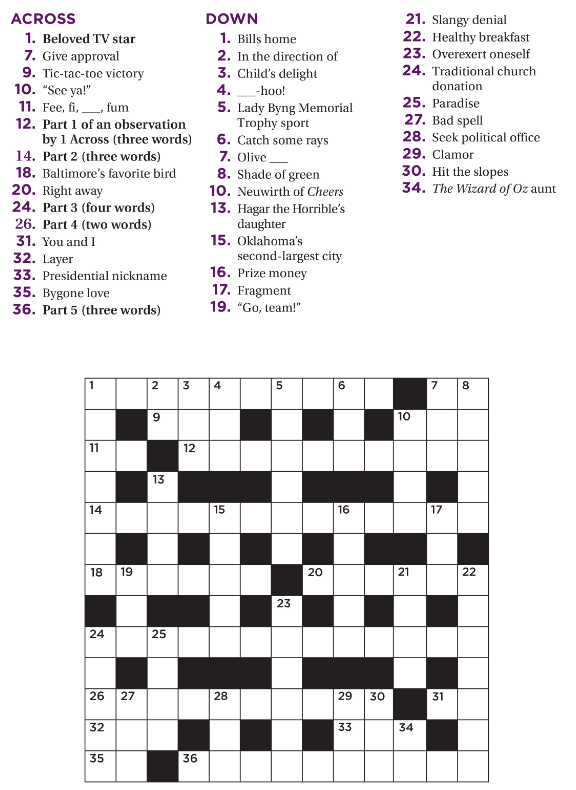 ACROSS
1. Beloved TV star
7. Give approval
9. Tic-tac-toe victory
10. “See ya!”
11. Fee, fi, ___, fum
12. Part 1 of an observation
by 1 Across (three words)
14. Part 2 (three words)
18. Baltimore’s favorite bird
20. Right away
24. Part 3 (four words)
26. Part 4 (two words)
31. You and I
32. Layer
33. Presidential nickname
35. Bygone love
36. Part 5 (three words)
DOWN
1. Bills home
2. In the direction of
3. Child’s delight
4. ___-hoo!
5. Lady Byng Memorial
Trophy sport
6. Catch some rays
7. Olive ___
8. Shade of green
10. Neuwirth of Cheers
13. Hagar the Horrible’s
daughter
15. Oklahoma’s
second-largest city
16. Prize money
17. Fragment
19. “Go, team!”
21. Slangy denial
22. Healthy breakfast
23. Overexert oneself
24. Traditional church
donation
25. Paradise
27. Bad spell
28. Seek political office
29. Clamor
30. Hit the slopes
34. The Wizard of Oz aunt
1 2 3 4 5 6 7 8
9 10
11 12
13
14 15 16 17
18 19 20 21 22
23
24 25
26 27 28 29 30 31
32 33 34
35 36